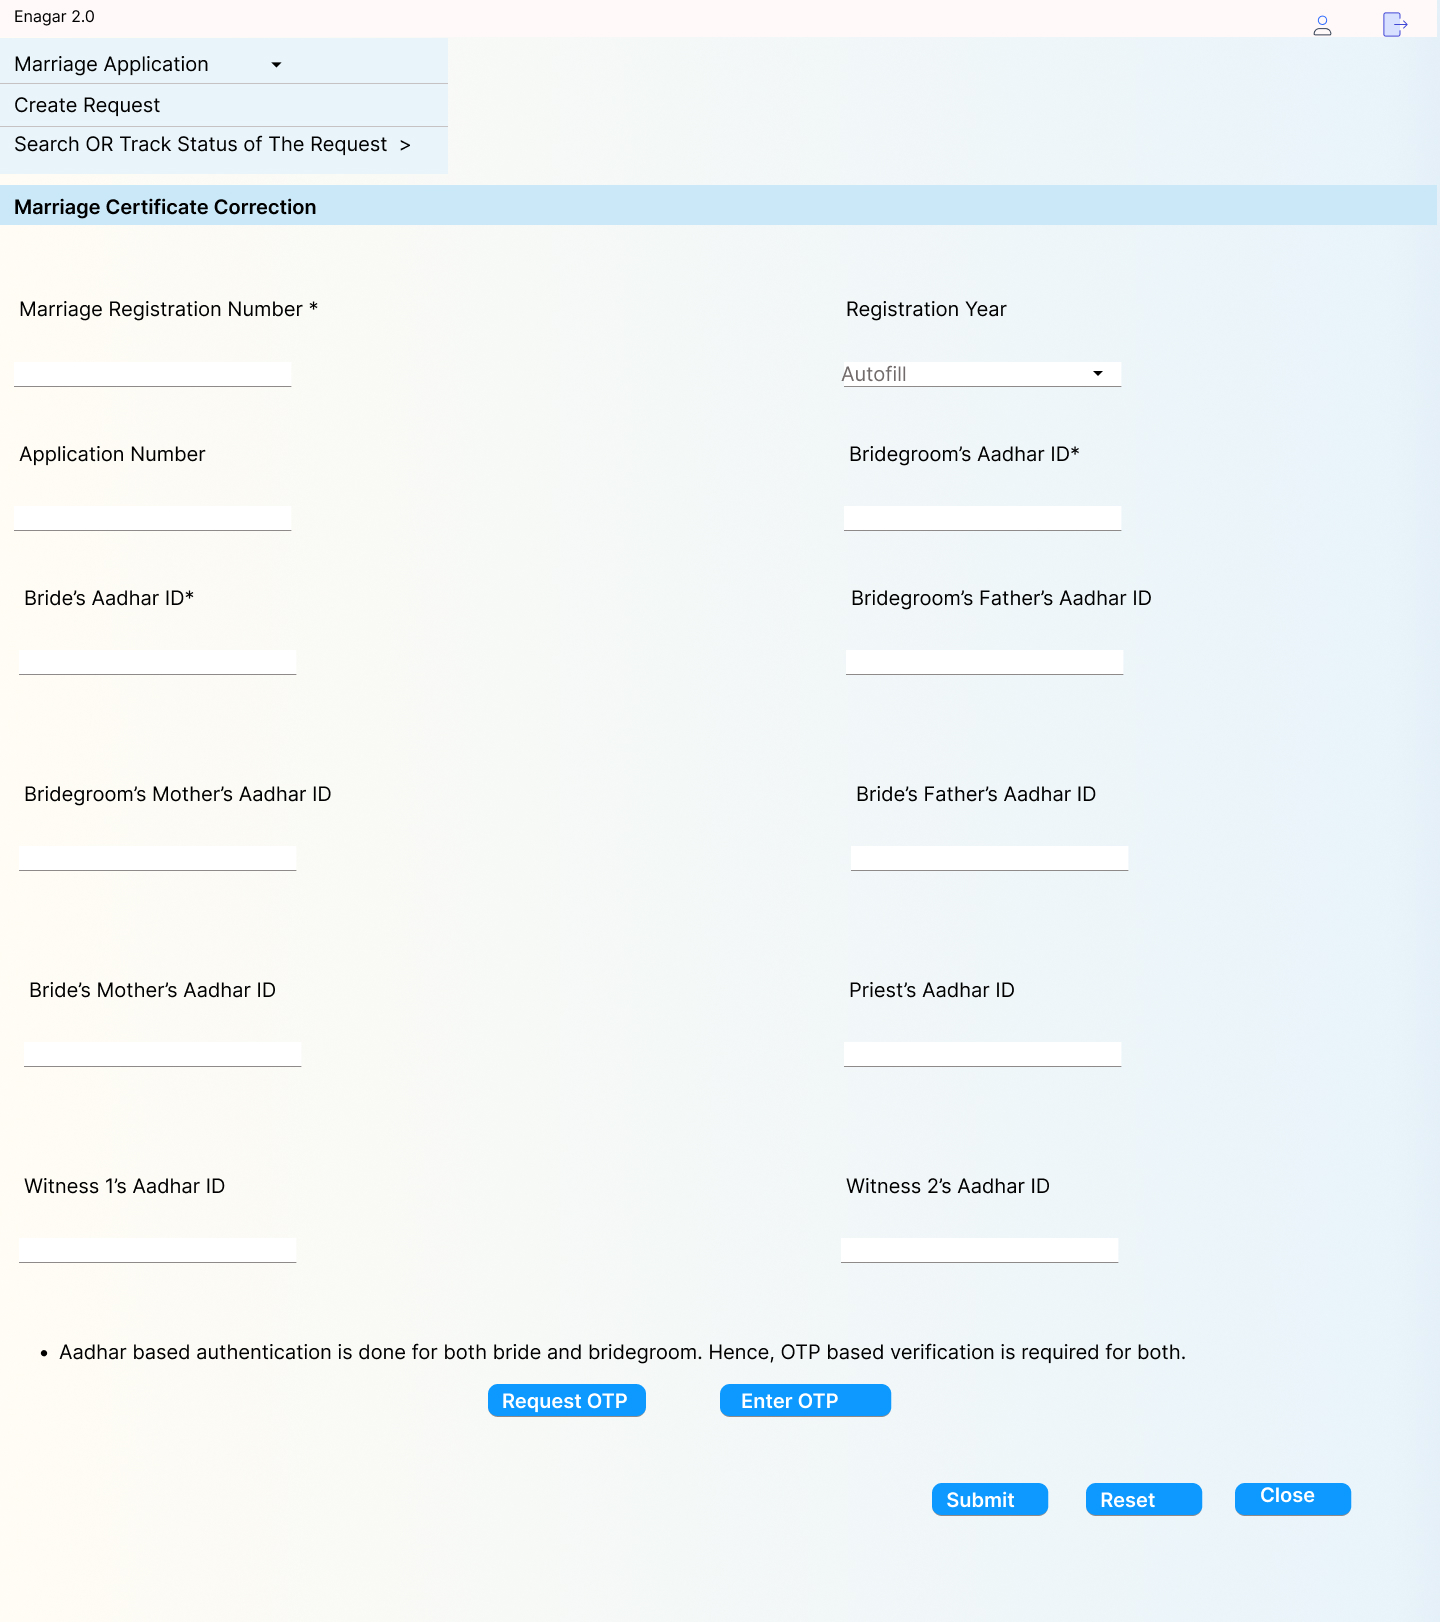 Enagar 2.0
Marriage Application
Create Request
Search OR Track Status of The Request >
Marriage Certificate Correction
Marriage Registration Number *
Registration Year
Autofill
Application Number
Bridegroom’s Aadhar ID*
Bride’s Aadhar ID*
Bridegroom’s Father’s Aadhar ID
Bridegroom’s Mother’s Aadhar ID
Bride’s Father’s Aadhar ID
Bride’s Mother’s Aadhar ID
Priest’s Aadhar ID
Witness 1’s Aadhar ID
Witness 2’s Aadhar ID
• Aadhar based authentication is done for both bride and bridegroom. Hence, OTP based verification is required for both.
Request OTP
Enter OTP
Submit
Reset
Close